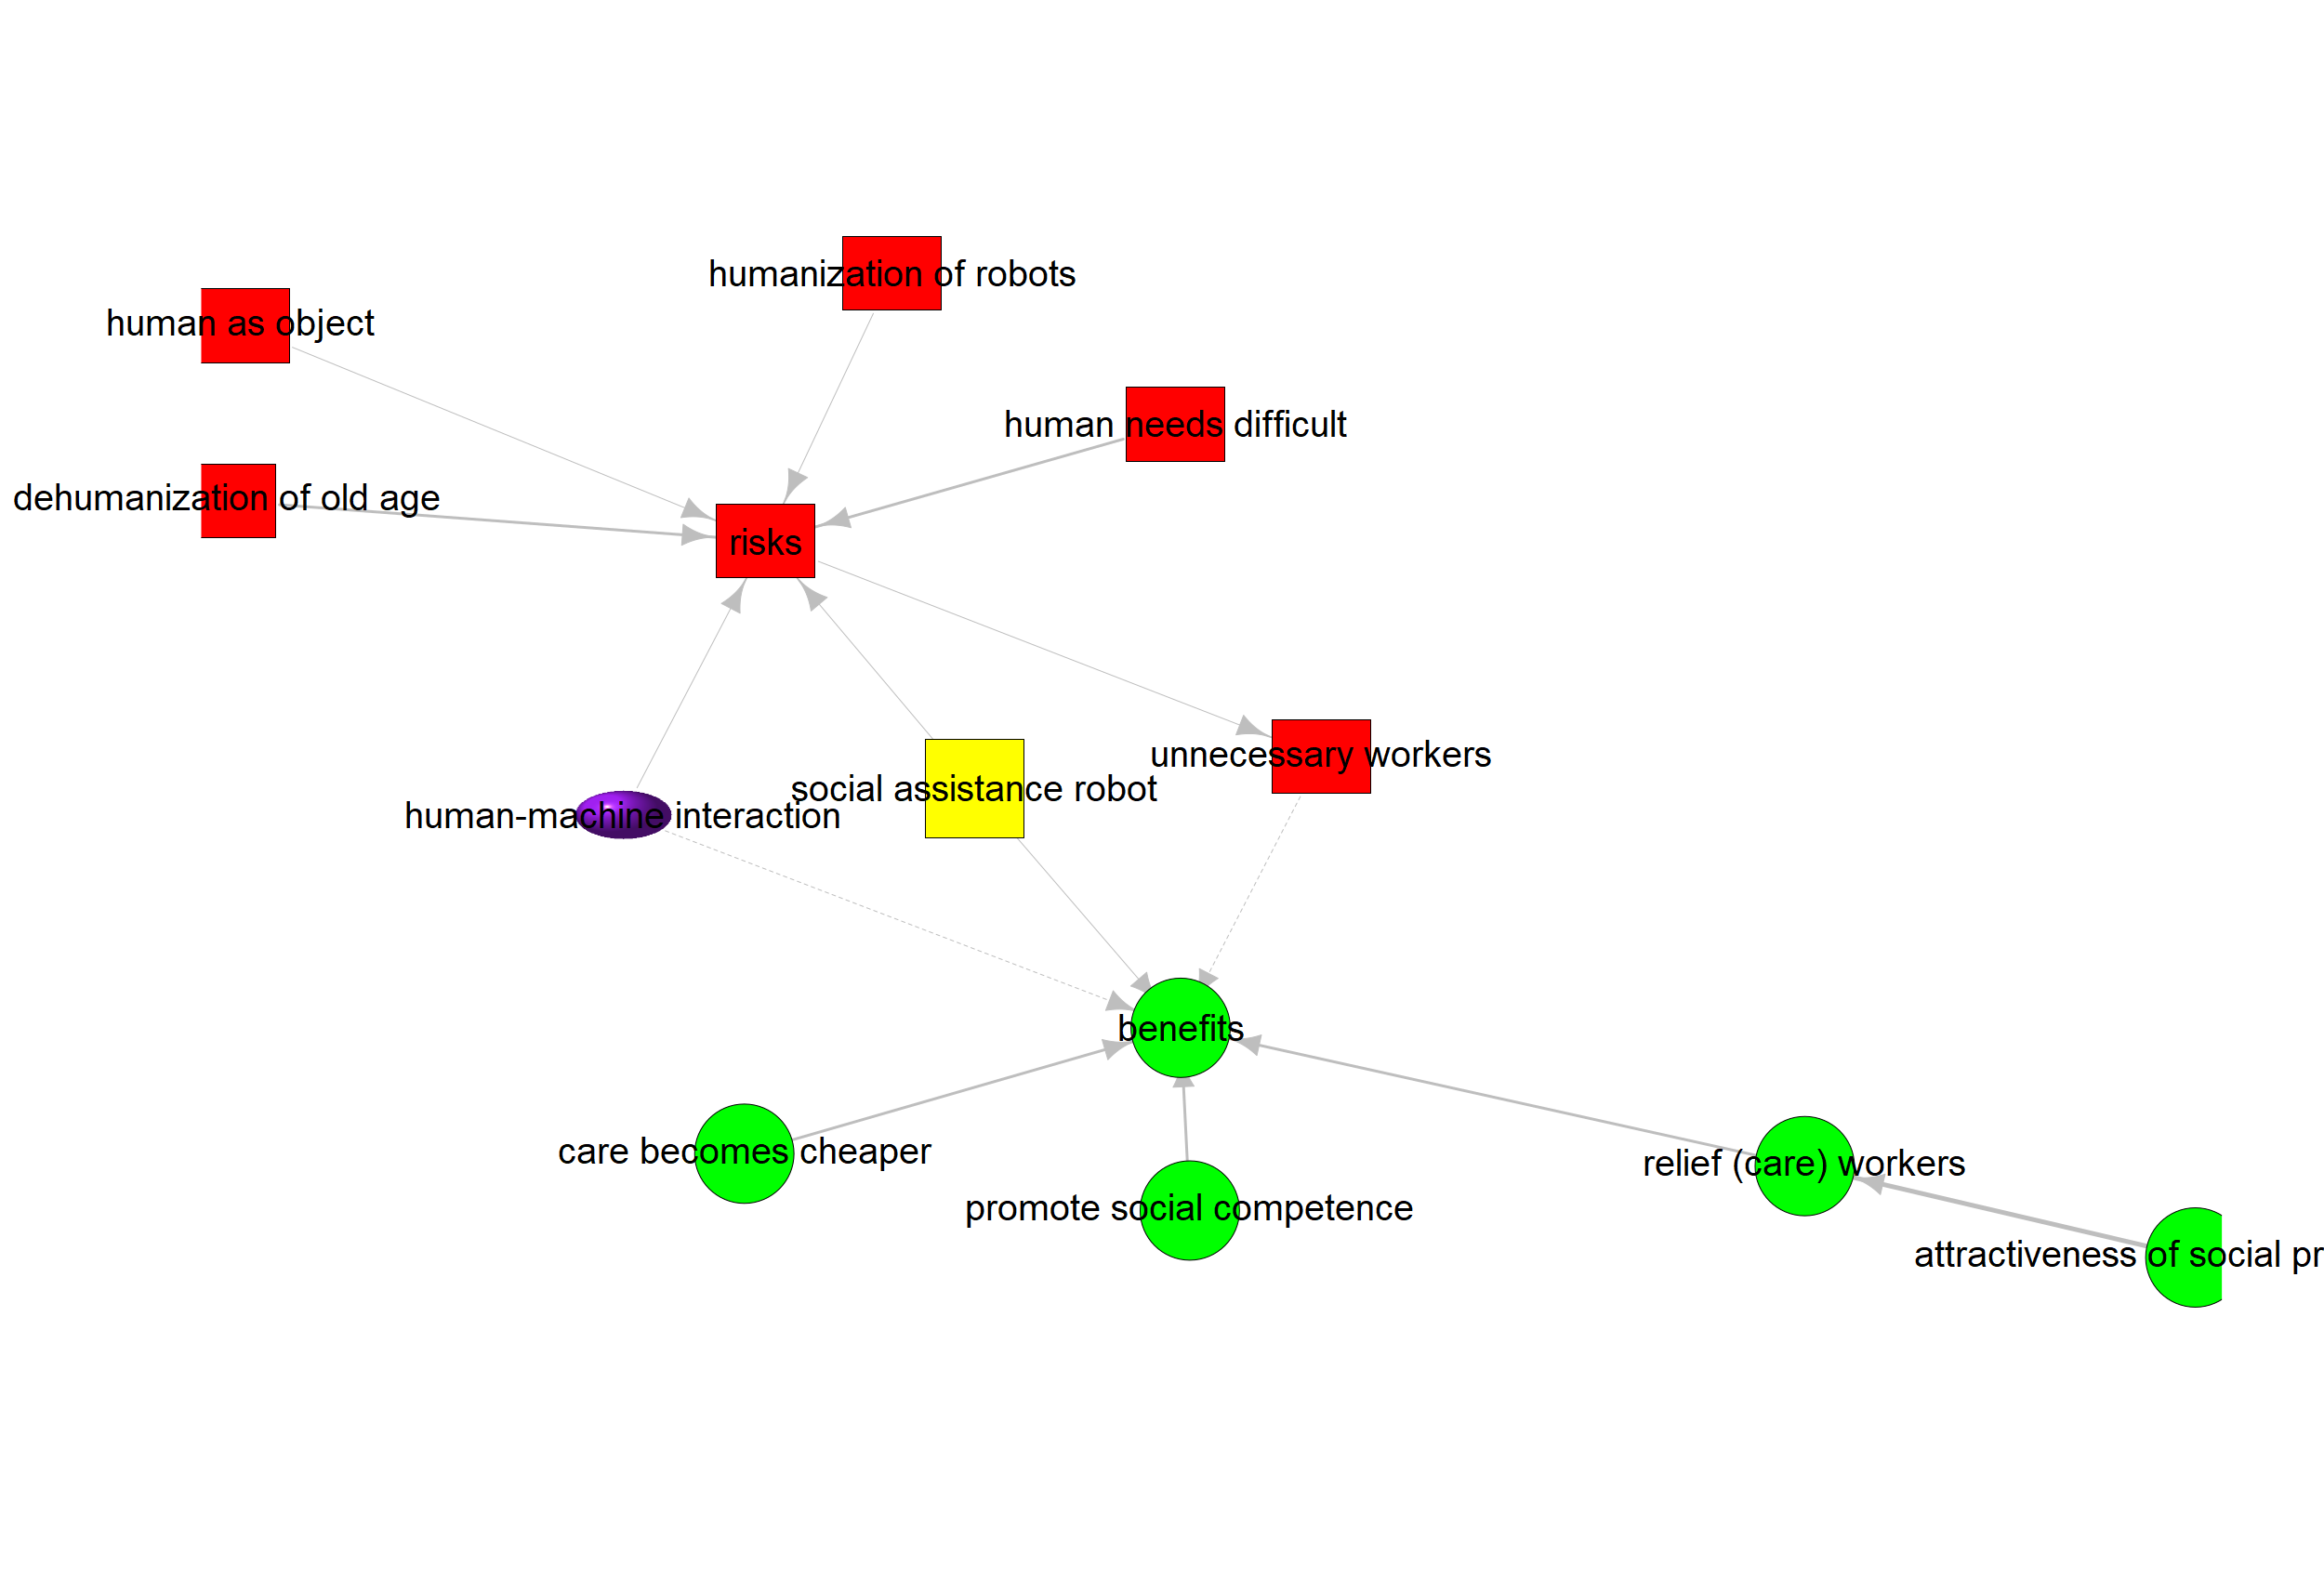 humanization of robots
human as object
human needs difficult
dehumanization of old age
risks
unnecessary workers
social assistance robot
human-machine interaction
benefits
care becomes cheaper
relief (care) workers
promote social competence
attractiveness of social pr